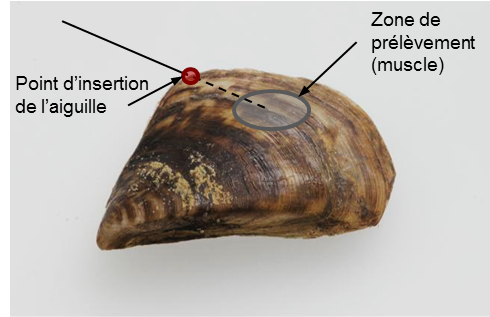 Zone de
prélèvement
(muscle)
Point d’insertion
de l’aiguille